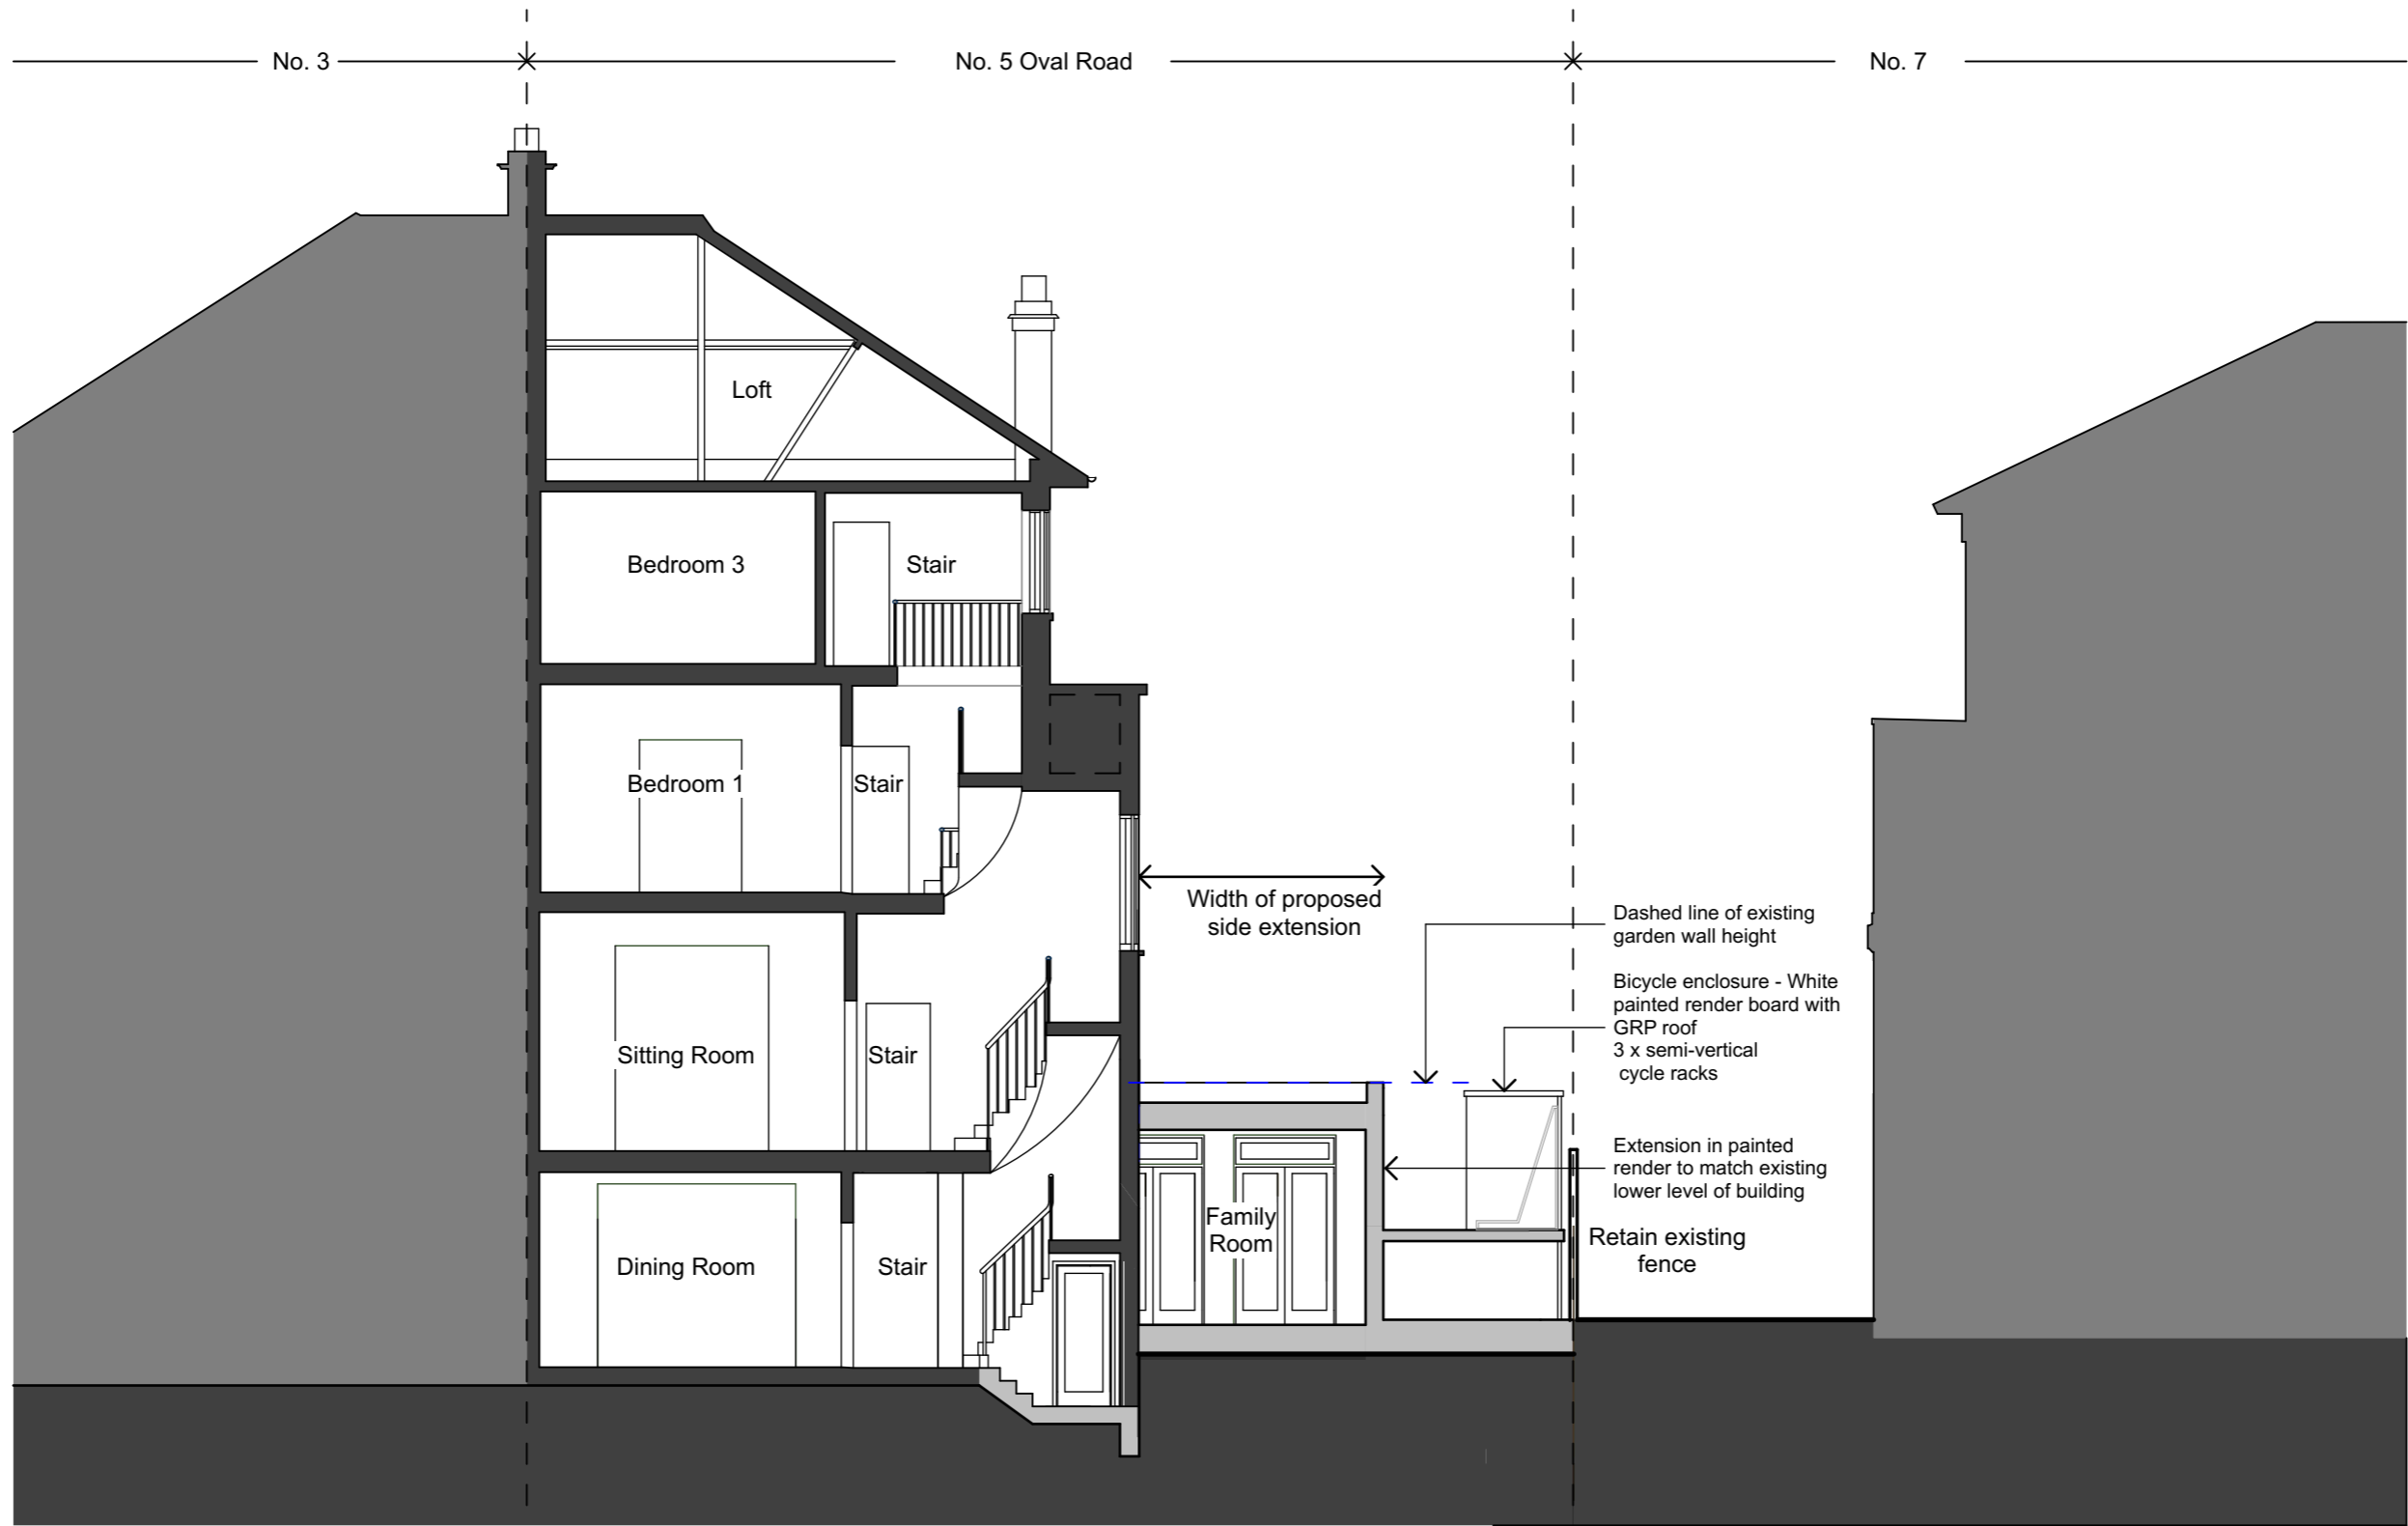 No. 3
No. 5 Oval Road
No. 7
Loft
Bedroom 3
Stair
Bedroom 1
Stair
Width of proposed
side extension
Dashed line of existing
garden wall height
Bicycle enclosure - White
painted render board with
GRP roof
3 x semi-vertical
cycle racks
Sitting Room
Stair
Extension in painted
render to match existing
lower level of building
Family
Room
Retain existing
fence
Dining Room
Stair